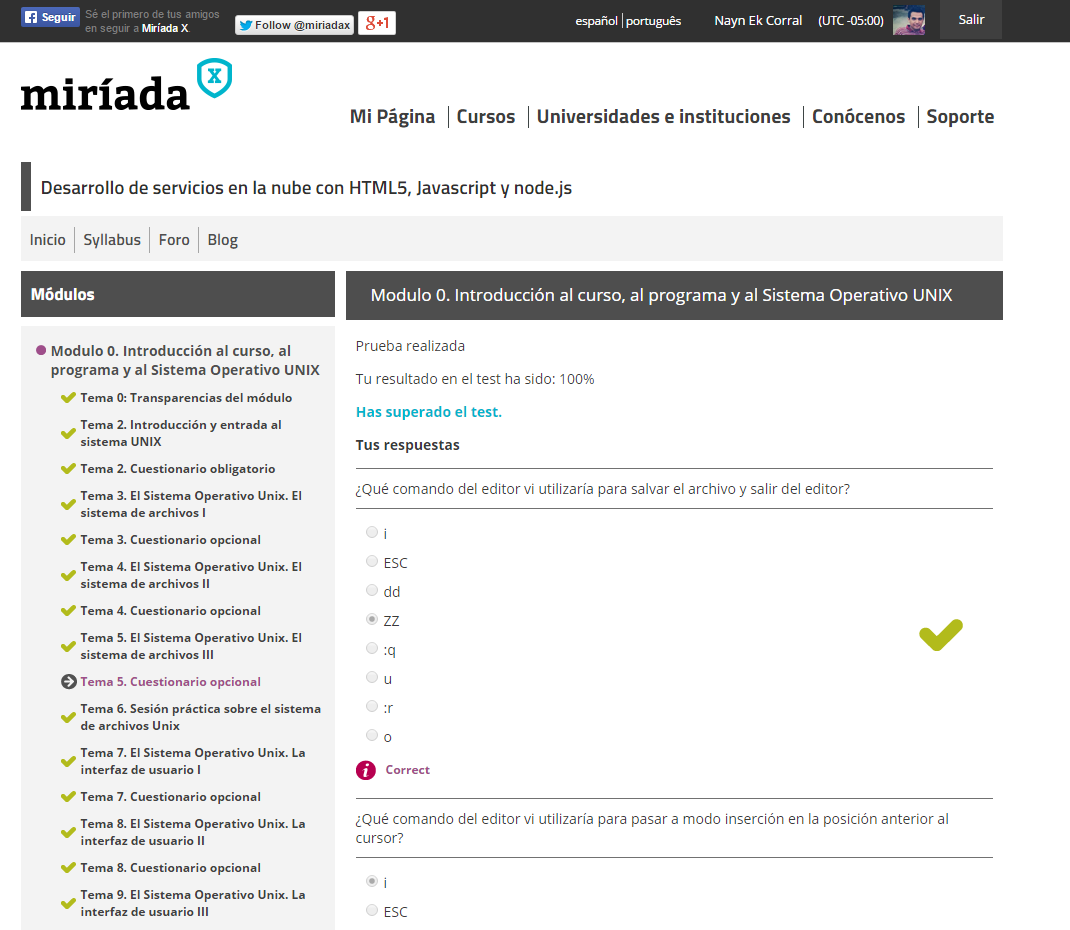 Seguir
Sé el primero de tus amigos
en seguir a Miríada X.
Follow @miriadax
g+1
español
português
Nayn Ek Corral
(UTC -05:00)
Salir
miríada X
Mi Página
Cursos
Universidades e instituciones
Conócenos
Soporte
Desarrollo de servicios en la nube con HTML5, Javascript y node.js
Inicio
Syllabus
Foro
Blog
Módulos
Modulo 0. Introducción al curso, al
programa y al Sistema Operativo UNIX
Tema 0: Transparencias del módulo
Tema 2. Introducción y entrada al
sistema UNIX
Tema 2. Cuestionario obligatorio
Tema 3. El Sistema Operativo Unix. El
sistema de archivos I
Tema 3. Cuestionario opcional
Tema 4. El Sistema Operativo Unix. El
sistema de archivos II
Tema 4. Cuestionario opcional
Tema 5. El Sistema Operativo Unix. El
sistema de archivos III
Tema 5. Cuestionario opcional
Tema 6. Sesión práctica sobre el sistema
de archivos Unix
Tema 7. El Sistema Operativo Unix. La
interfaz de usuario I
Tema 7. Cuestionario opcional
Tema 8. El Sistema Operativo Unix. La
interfaz de usuario II
Tema 8. Cuestionario opcional
Tema 9. El Sistema Operativo Unix. La
interfaz de usuario III
Modulo 0. Introducción al curso, al programa y al Sistema Operativo UNIX
Prueba realizada
Tu resultado en el test ha sido: 100%
Has superado el test.
Tus respuestas
¿Qué comando del editor vi utilizaría para salvar el archivo y salir del editor?
i
ESC
dd
ZZ
:q
u
:r
o
i Correct
¿Qué comando del editor vi utilizaría para pasar a modo inserción en la posición anterior al
cursor?
i
ESC